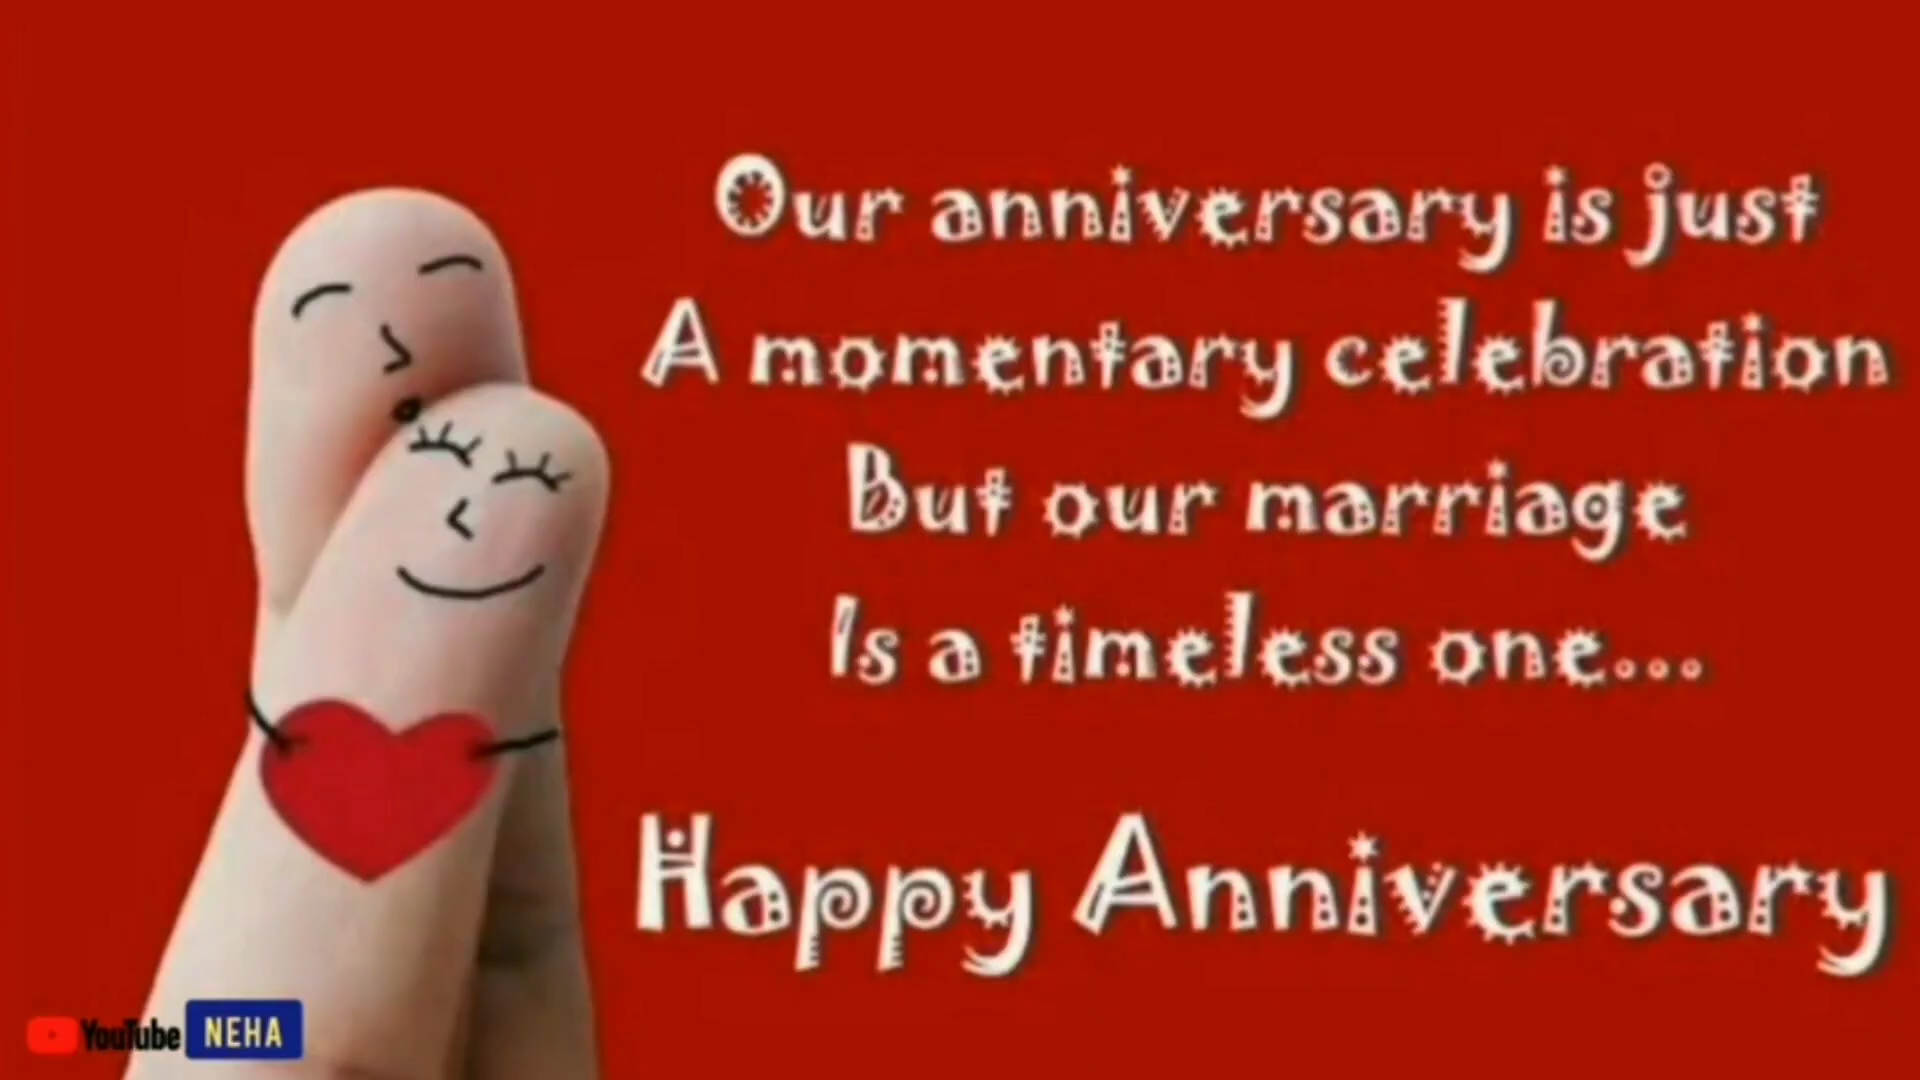 Our anniversary is just
A momentary celebration
But our marriage
Is a timeless one...
Happy Anniversary
YouTube NEHA